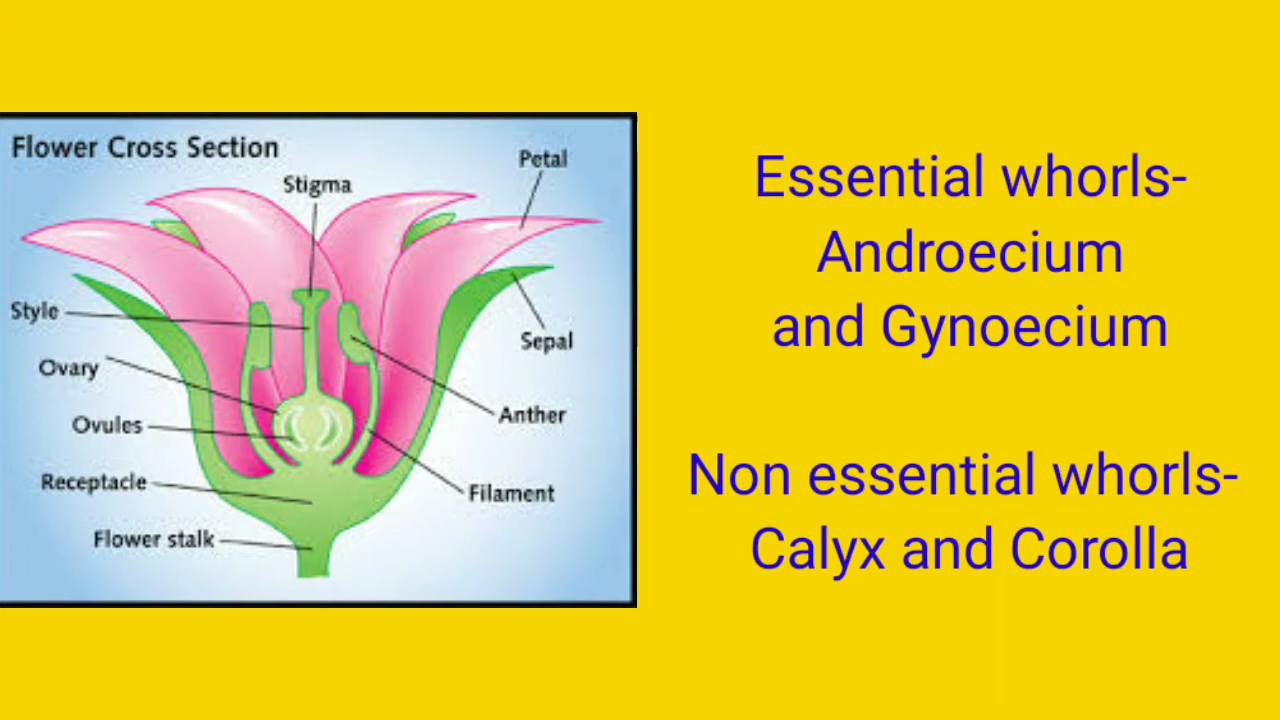 Flower Cross Section
Petal
Stigma
Style
Sepal
Ovary
Anther
Ovules
Receptacle
Filament
Flower stalk
Essential whorls-
Androecium
and Gynoecium
Non essential whorls-
Calyx and Corolla